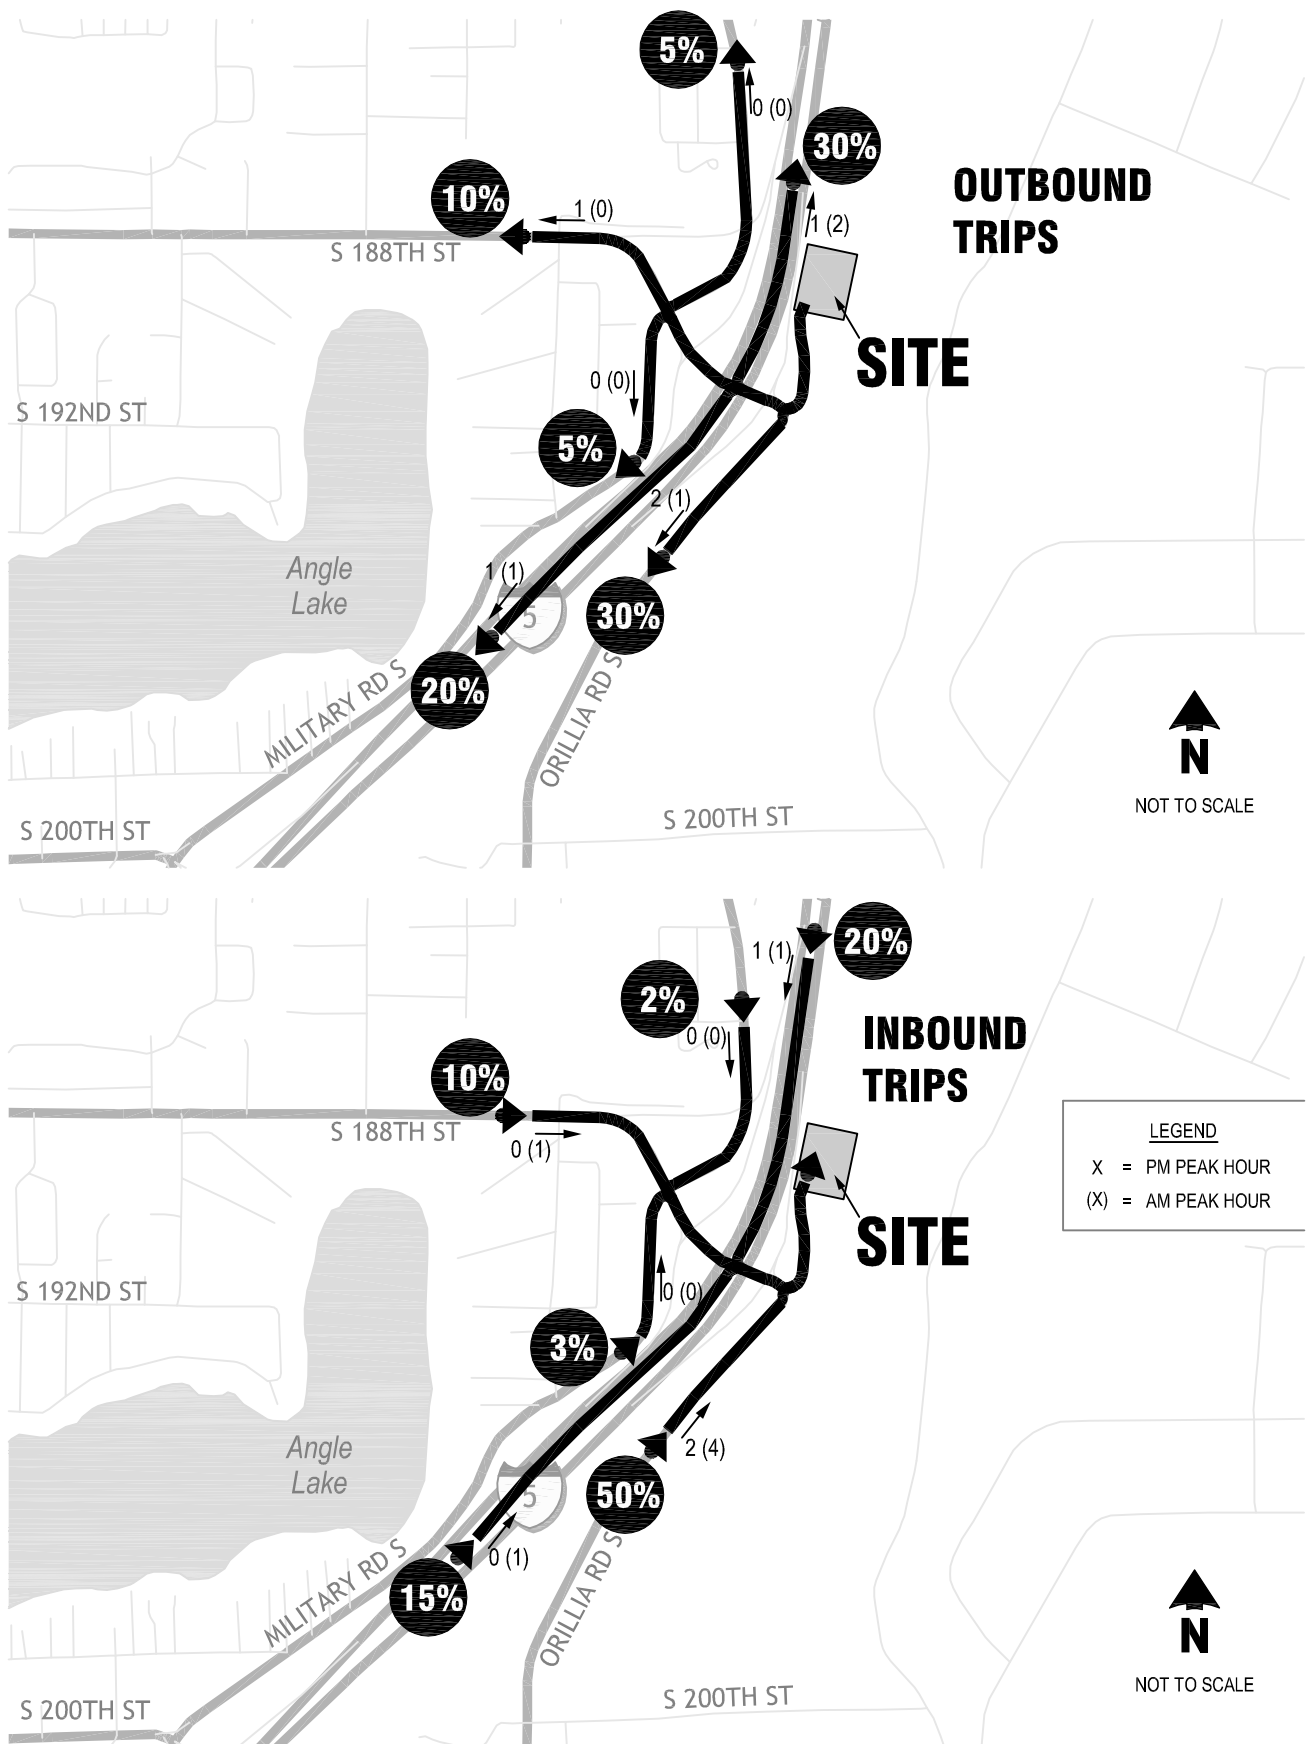 5%
0 (0)
30%
OUTBOUND
TRIPS
10%
1 (0)
1 (2)
S 188TH ST
SITE
0 (0)
S 192ND ST
5%
2 (1)
Angle
Lake
1 (1)
5
30%
20%
MILITARY RD S
ORILLIA RD S
N
NOT TO SCALE
S 200TH ST
S 200TH ST
20%
1 (1)
2%
0 (0)
INBOUND
TRIPS
10%
S 188TH ST
0 (1)
LEGEND
X = PM PEAK HOUR
(X) = AM PEAK HOUR
SITE
S 192ND ST
0 (0)
3%
2 (4)
Angle
Lake
5
50%
0 (1)
15%
MILITARY RD S
ORILLIA RD S
N
NOT TO SCALE
S 200TH ST
S 200TH ST